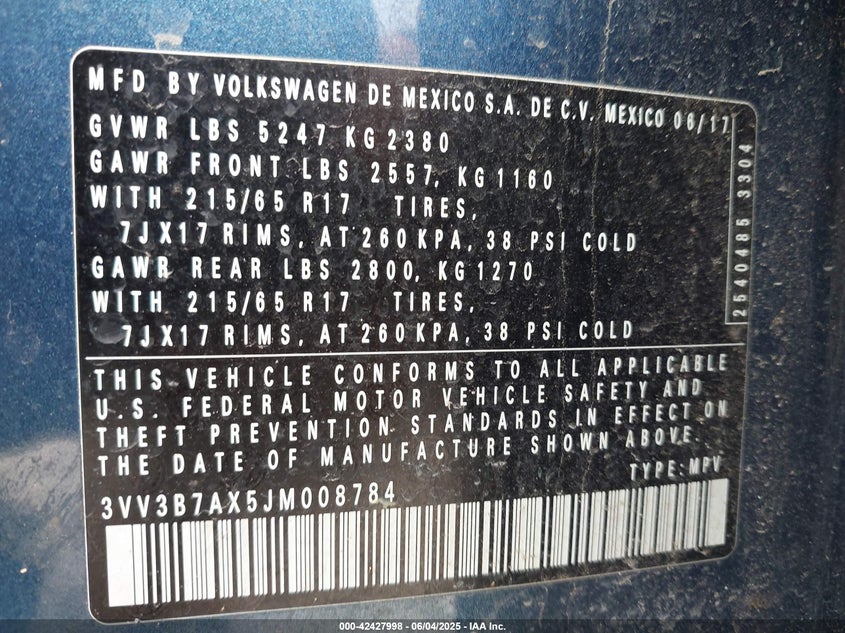 MFD BY VOLKSWAGEN DE MEXICO S.A. DE C.V. MEXICO 06/17
GVWR LBS 5247 KG 2380
GAWR FRONT LBS 2557, KG 1160
WITH 215/65 R17 TIRES,
7JX17 RIMS, AT 260 KPA, 38 PSI COLD
GAWR REAR LBS 2800, KG 1270
WITH 215/65 R17 TIRES,
7JX17 RIMS, AT 260 KPA, 38 PSI COLD
2540485 3304
THIS VEHICLE CONFORMS TO ALL APPLICABLE
U.S. FEDERAL MOTOR VEHICLE SAFETY AND
THEFT PREVENTION STANDARDS IN EFFECT ON
THE DATE OF MANUFACTURE SHOWN ABOVE.
TYPE: MPV
3VV3B7AX5JM008784
000-42427998 - 06/04/2025 - IAA Inc.